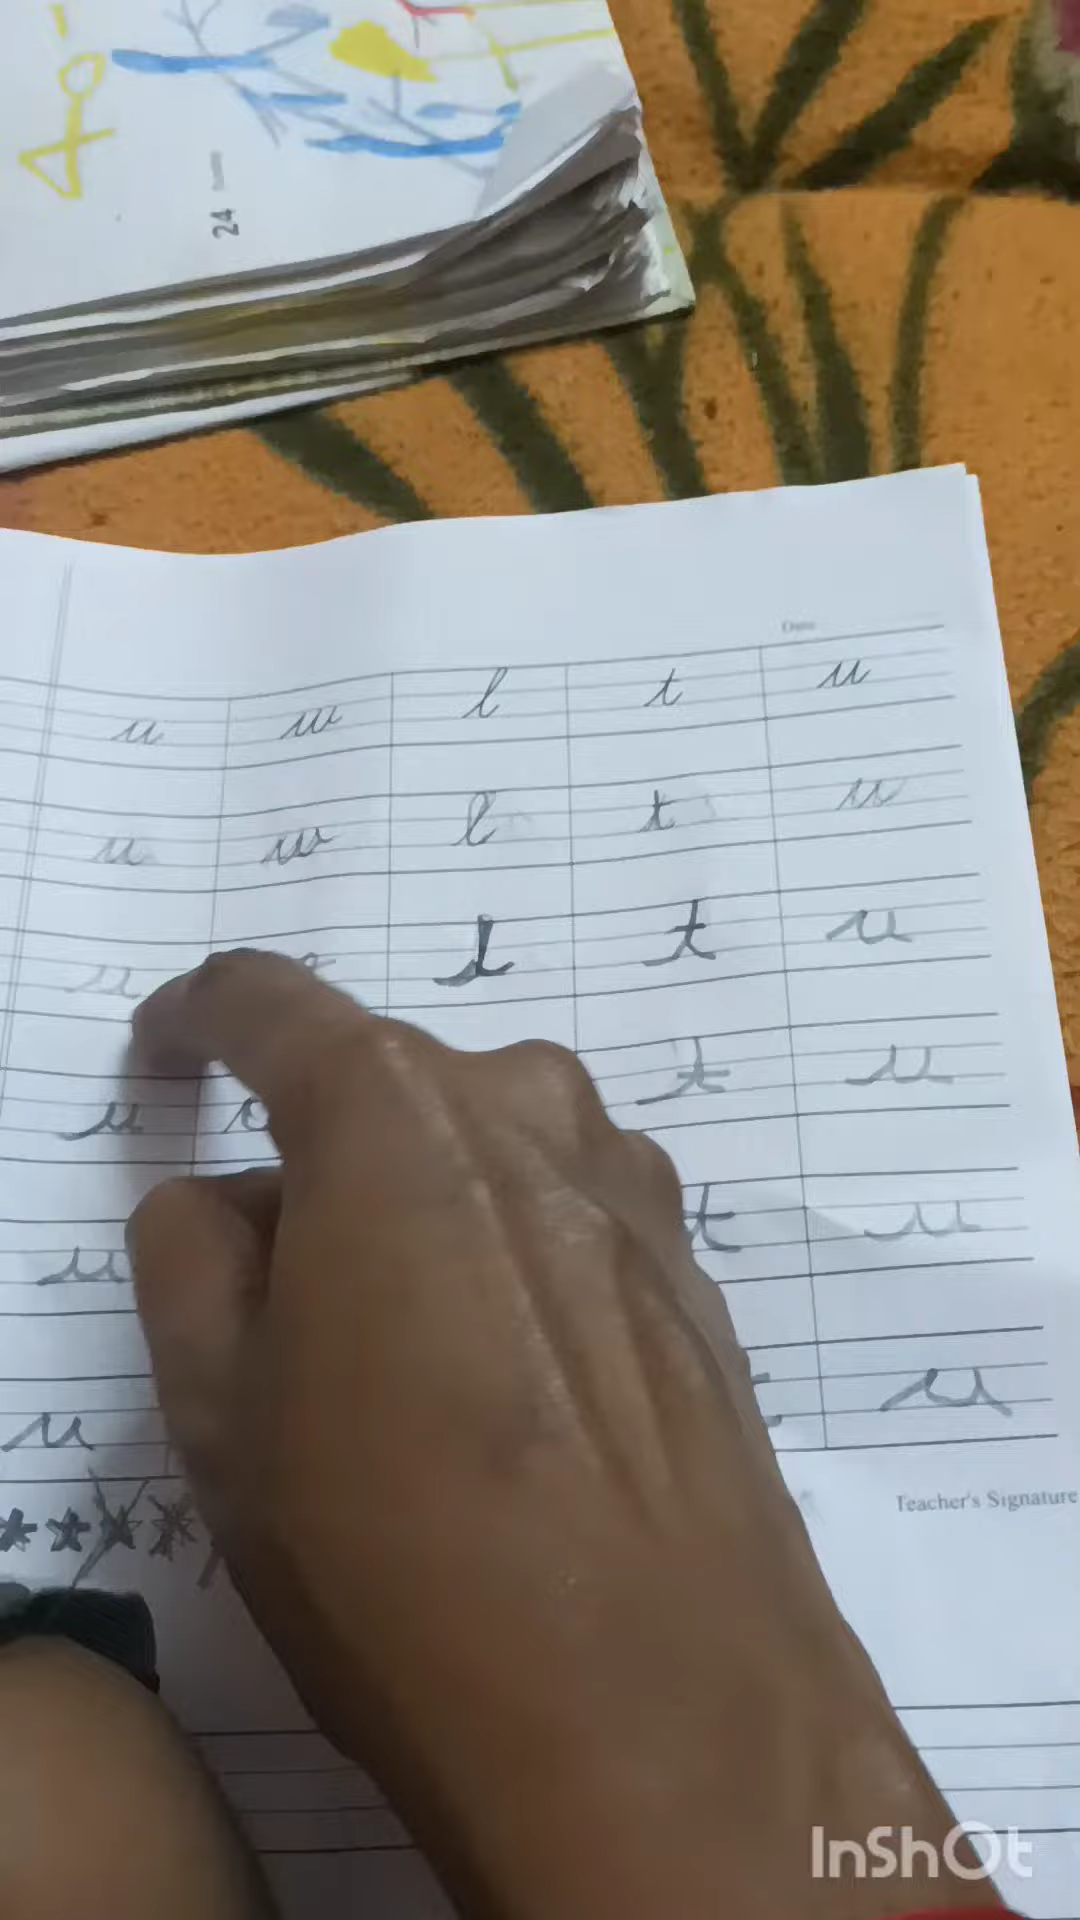 24
Date
u w l t u
u w l t u
u l t u
u t u
u t u
u u
Teacher's Signature
InShOt